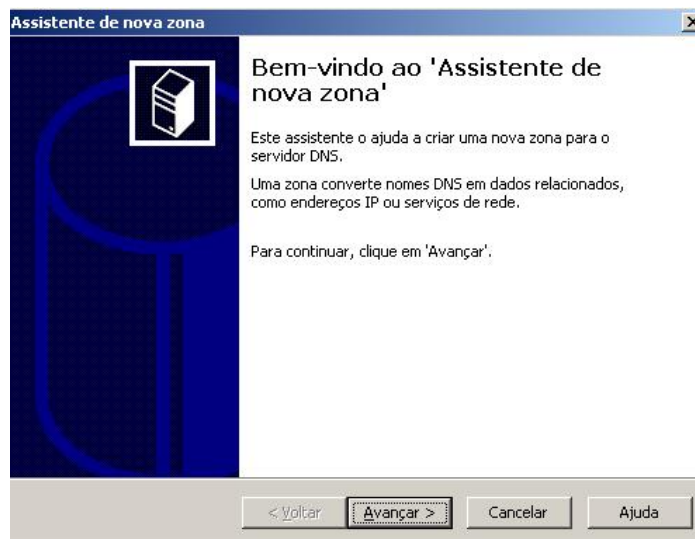 Assistente de nova zona
Bem-vindo ao 'Assistente de
nova zona'
Este assistente o ajuda a criar uma nova zona para o
servidor DNS.
Uma zona converte nomes DNS em dados relacionados,
como endereços IP ou serviços de rede.
Para continuar, clique em 'Avançar'.
< Voltar Avançar > Cancelar Ajuda